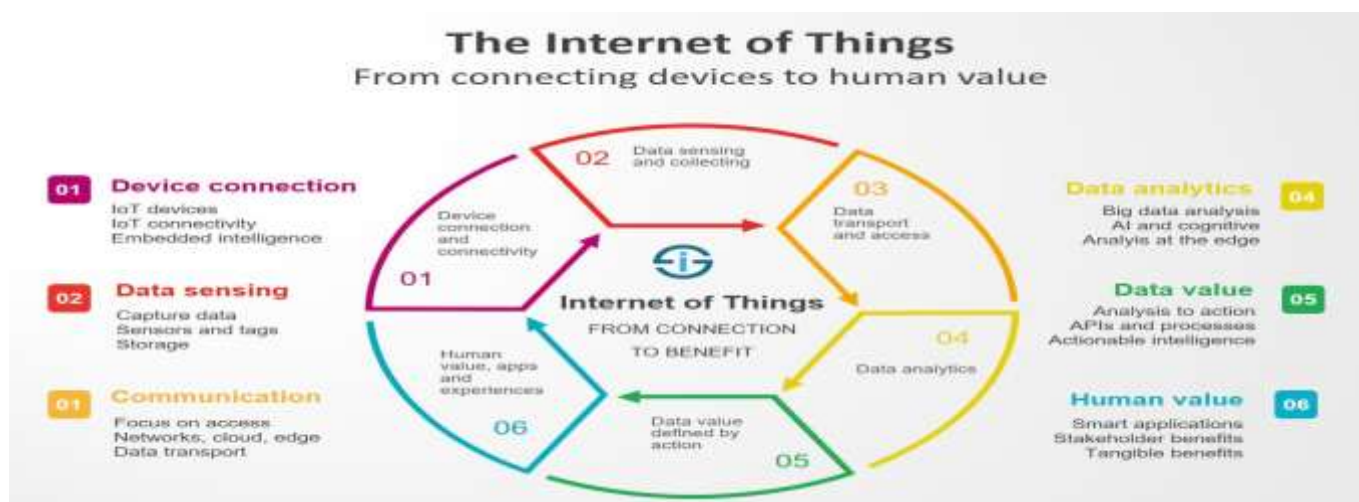 The Internet of Things
From connecting devices to human value
01 Device connection
IoT devices
IoT connectivity
Embedded intelligence
02 Data sensing
Capture data
Sensors and tags
Storage
01 Communication
Focus on access
Networks, cloud, edge
Data transport
02 Data sensing
and collecting
03
Data
transport
and access
Device
connection
and
connectivity
01
Internet of Things
FROM CONNECTION
TO BENEFIT
04
Data analytics
Human
value, apps
and
experiences
06
Data value
defined by
action
05
Data analytics 04
Big data analysis
AI and cognitive
Analyis at the edge
Data value 05
Analysis to action
APIs and processes
Actionable intelligence
Human value 06
Smart applications
Stakeholder benefits
Tangible benefits